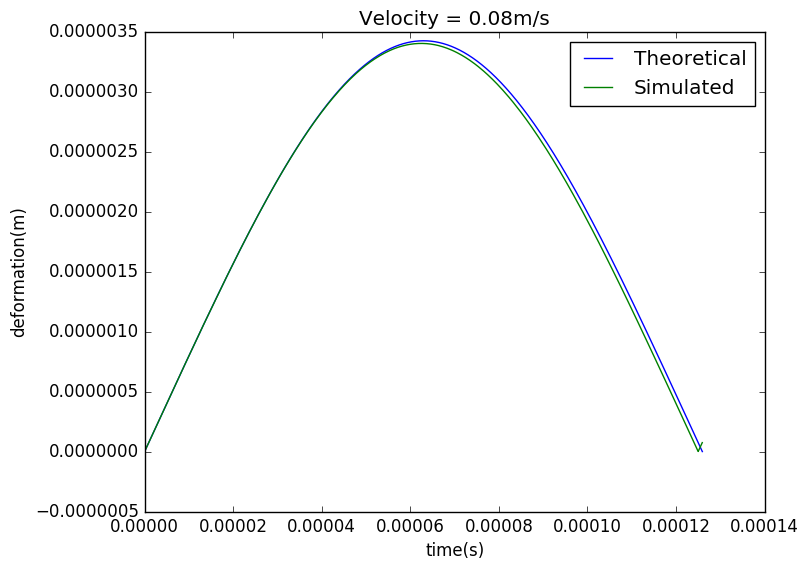 Velocity = 0.08m/s
0.0000035
0.0000030
0.0000025
0.0000020
0.0000015
0.0000010
0.0000005
0.0000000
−0.0000005
deformation(m)
Theoretical
Simulated
0.00000 0.00002 0.00004 0.00006 0.00008 0.00010 0.00012 0.00014
time(s)